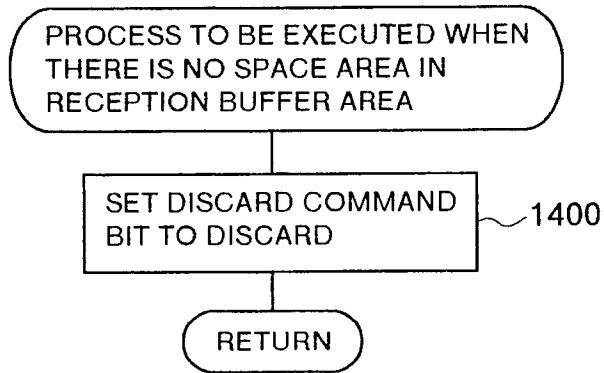 PROCESS TO BE EXECUTED WHEN
THERE IS NO SPACE AREA IN
RECEPTION BUFFER AREA
SET DISCARD COMMAND
BIT TO DISCARD
1400
RETURN